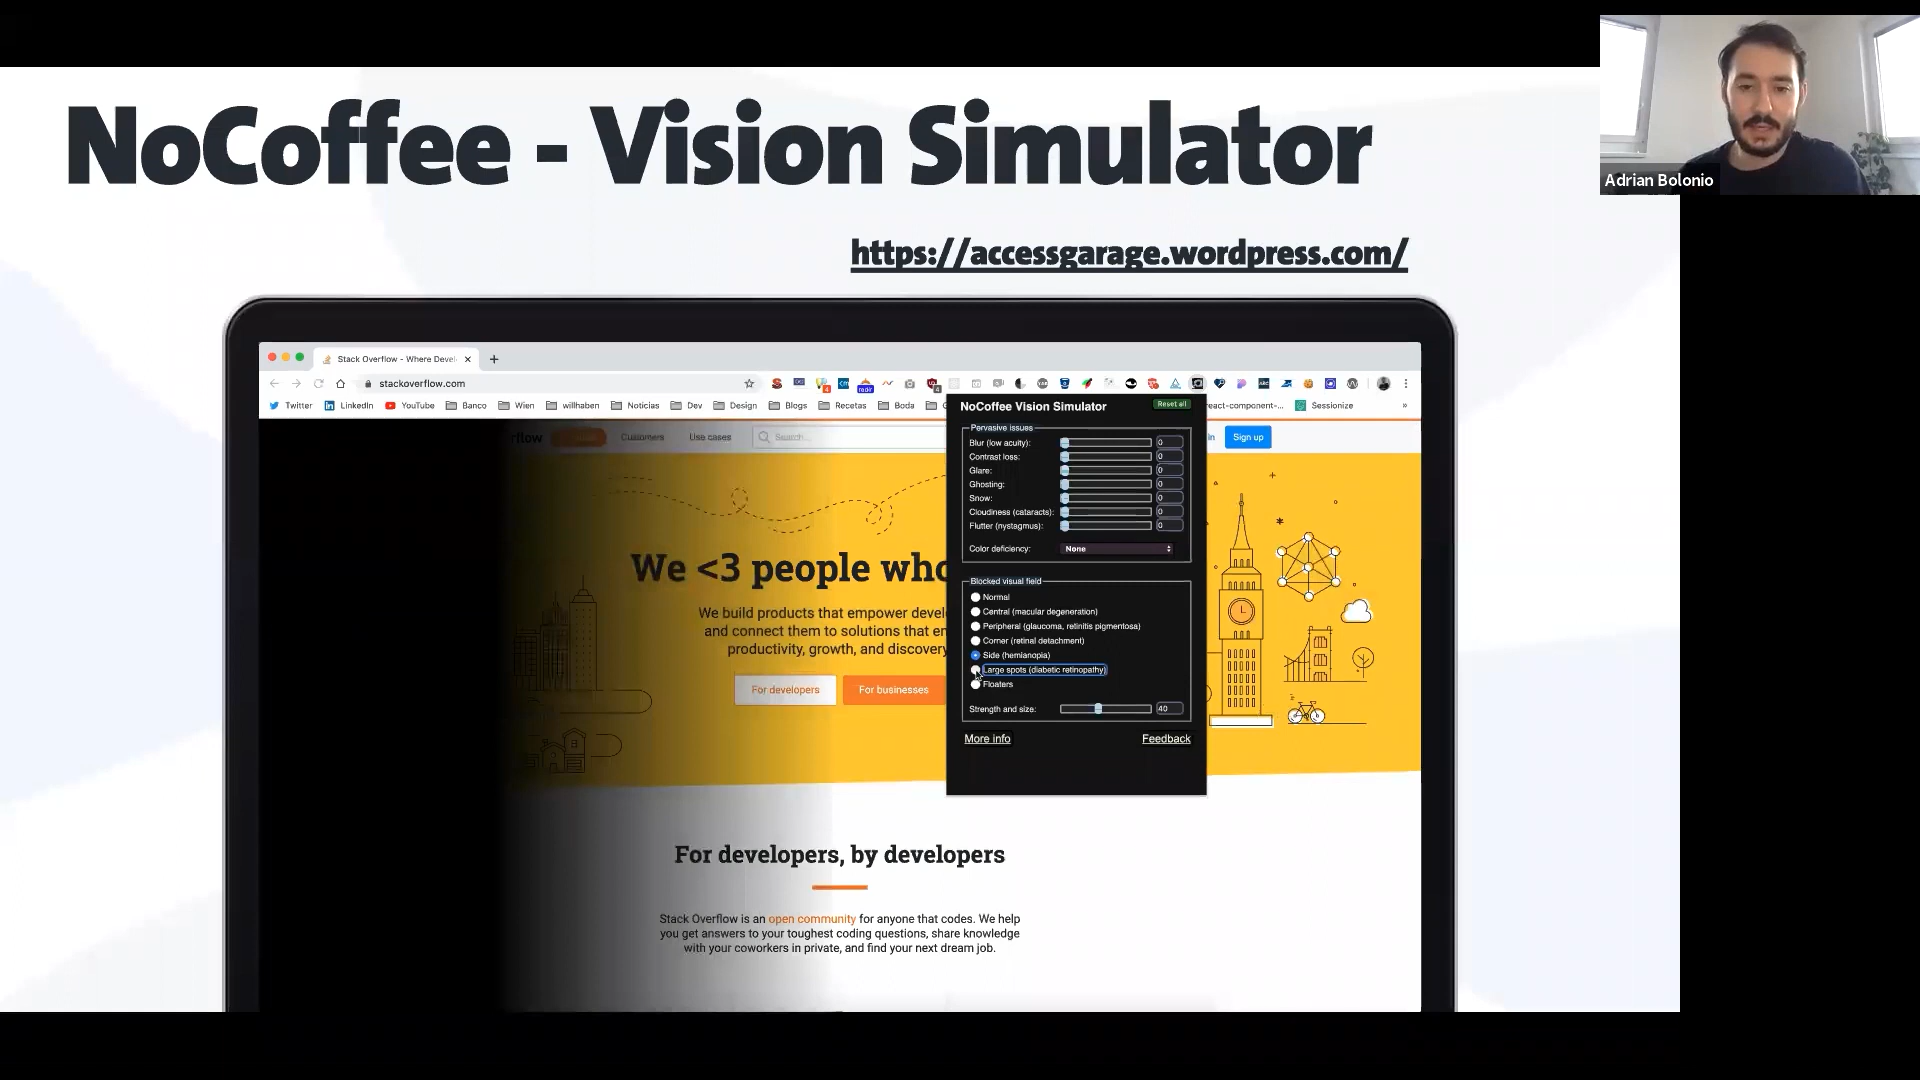 NoCoffee - Vision Simulator
Adrian Bolonio
https://accessgarage.wordpress.com/
Stack Overflow - Where Devel
stackoverflow.com
Twitter LinkedIn YouTube Banco Wien willhaben Noticias Dev Design Blogs Recetas Boda react-component-... Sessionize »
rflow Customers Use cases Search... in Sign up
NoCoffee Vision Simulator Reset all
Pervasive issues
Blur (low acuity): 0
Contrast loss: 0
Glare: 0
Ghosting: 0
Snow: 0
Cloudiness (cataracts): 0
Flutter (nystagmus): 0
Color deficiency: None
Blocked visual field
Normal
Central (macular degeneration)
Peripheral (glaucoma, retinitis pigmentosa)
Corner (retinal detachment)
Side (hemianopia)
Large spots (diabetic retinopathy)
Floaters
Strength and size: 40
More info Feedback
We <3 people who
We build products that empower devel
and connect them to solutions that en
productivity, growth, and discovery
For developers For businesses
For developers, by developers
Stack Overflow is an open community for anyone that codes. We help
you get answers to your toughest coding questions, share knowledge
with your coworkers in private, and find your next dream job.